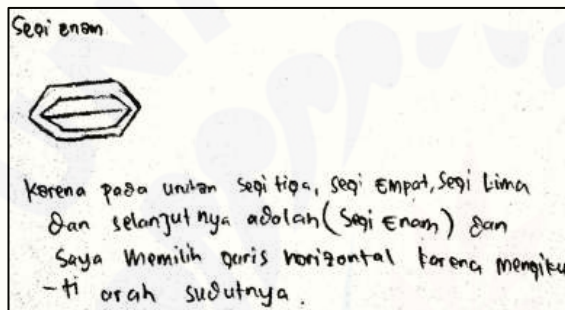 Segi enam
Karena pada urutan segi tiga, segi Empat, Segi Lima
dan selanjutnya adalah (Segi Enam) dan
Saya Memilih garis horizontal karena mengiku
-ti arah sudutnya.